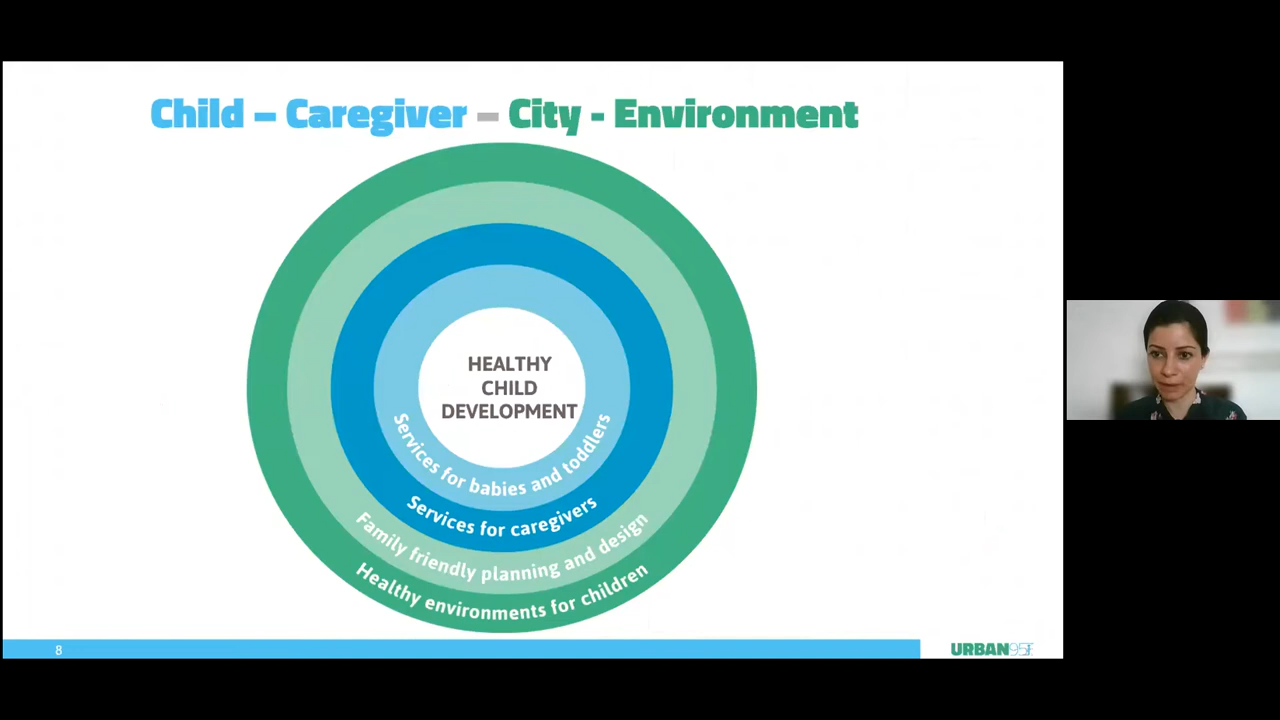 Child – Caregiver – City - Environment
HEALTHY
CHILD
DEVELOPMENT
Services for babies and toddlers
Services for caregivers
Family friendly planning and design
Healthy environments for children
8
URBAN95